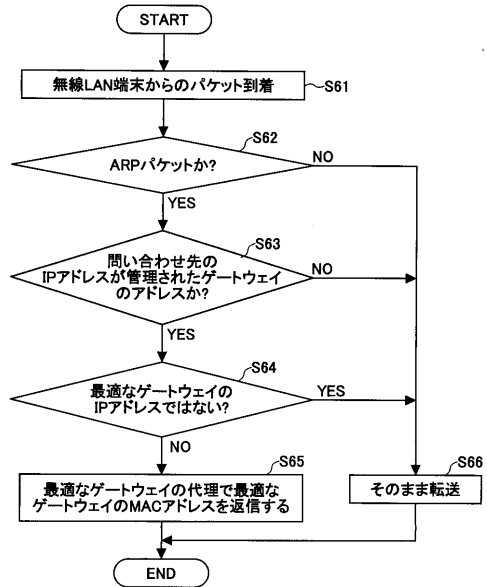 START
無線LAN端末からのパケット到着
S61
S62
ARPパケットか?
NO
YES
S63
問い合わせ先の
IPアドレスが管理されたゲートウェイ
のアドレスか?
NO
YES
S64
最適なゲートウェイの
IPアドレスではない?
YES
NO
S65
最適なゲートウェイの代理で最適な
ゲートウェイのMACアドレスを返信する
S66
そのまま転送
END